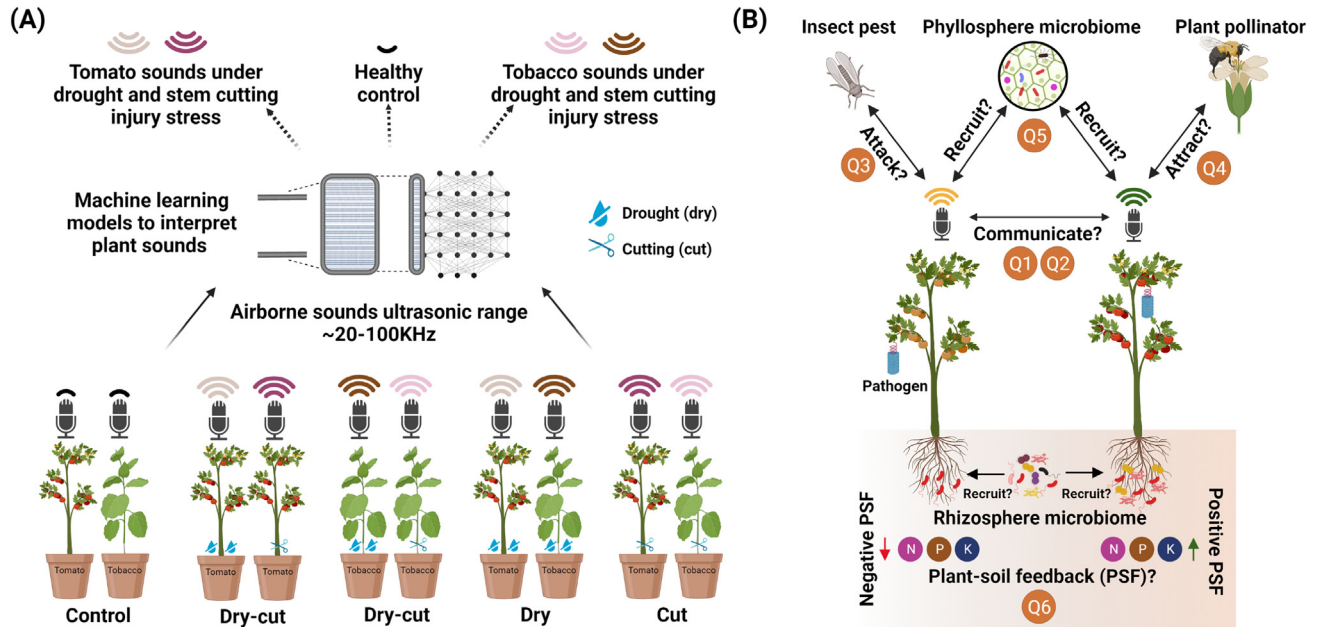 (A)
Tomato sounds under
drought and stem cutting
injury stress
Healthy
control
Tobacco sounds under
drought and stem cutting
injury stress
Machine learning
models to interpret
plant sounds
Drought (dry)
Cutting (cut)
Airborne sounds ultrasonic range
~20-100KHz
Tomato
Tobacco
Control
Tomato
Tomato
Dry-cut
Tobacco
Tobacco
Dry-cut
Tomato
Tobacco
Dry
Tomato
Tobacco
Cut
(B)
Insect pest
Phyllosphere microbiome
Plant pollinator
Attack?
Q3
Recruit?
Q5
Recruit?
Attract?
Q4
Communicate?
Q1
Q2
Pathogen
Recruit?
Recruit?
Rhizosphere microbiome
Negative PSF
N
P
K
N
P
K
Positive PSF
Plant-soil feedback (PSF)?
Q6